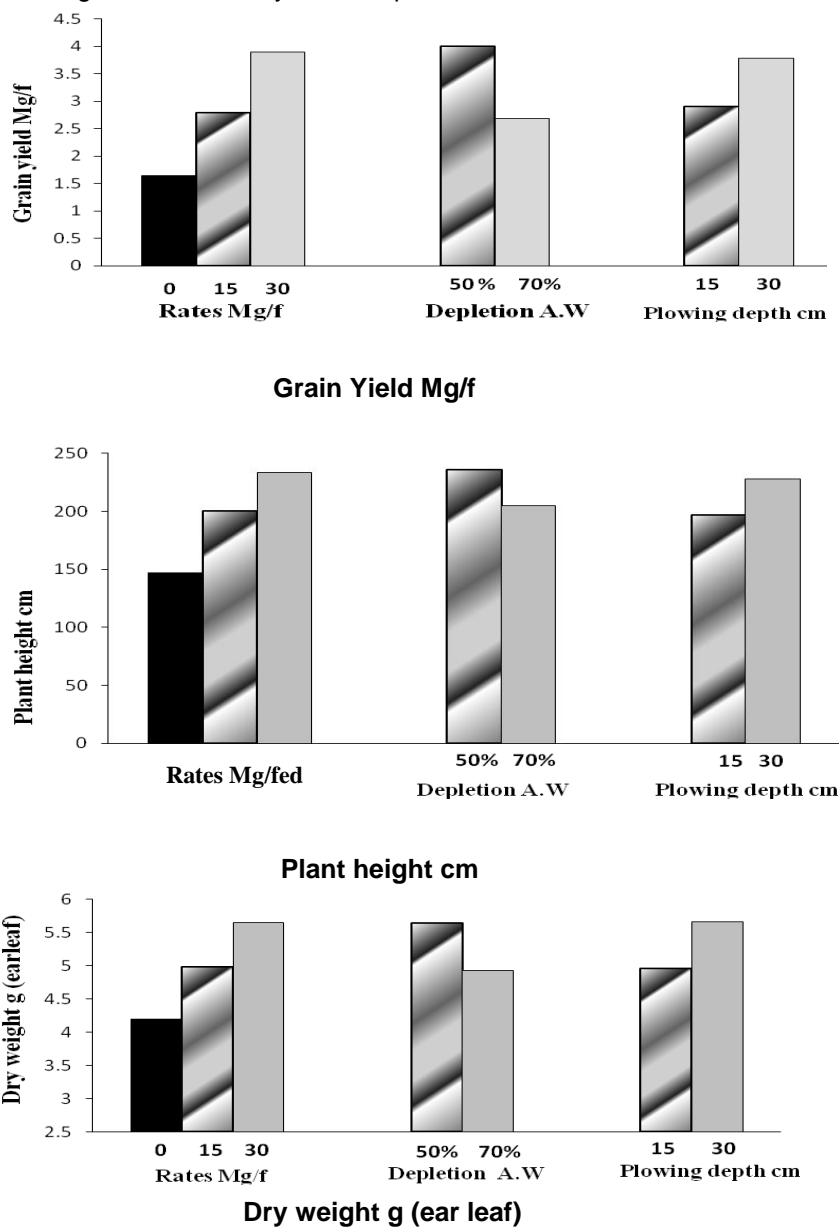 4.5
4
3.5
3
2.5
2
1.5
1
0.5
0
Grain yield Mg/f
0 15 30 50 % 70% 15 30
Rates Mg/f Depletion A.W Plowing depth cm
Grain Yield Mg/f
250
200
150
100
50
0
Plant height cm
50% 70% 15 30
Rates Mg/fed Depletion A.W Plowing depth cm
Plant height cm
6
5.5
5
4.5
4
3.5
3
2.5
Dry weight g (earleaf)
0 15 30 50% 70% 15 30
Rates Mg/f Depletion A.W Plowing depth cm
Dry weight g (ear leaf)